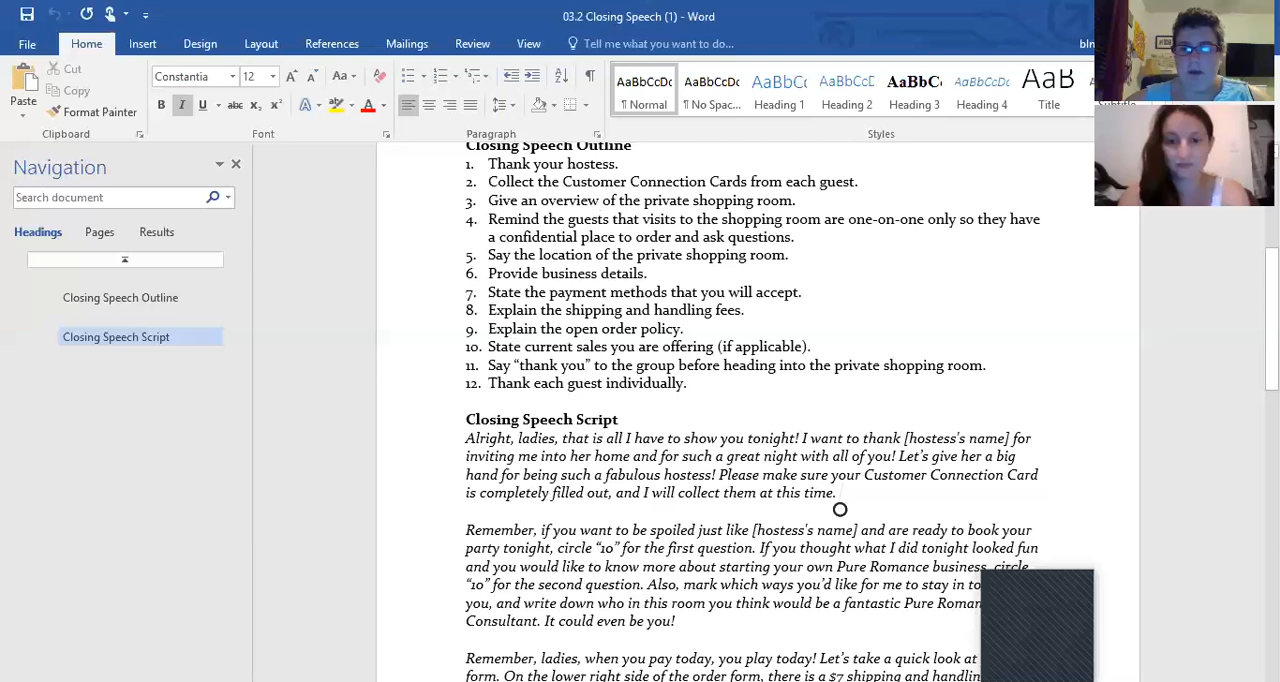 03.2 Closing Speech (1) - Word
File Home Insert Design Layout References Mailings Review View Tell me what you want to do...
Paste Cut Copy Format Painter
Clipboard
Constantia 12
Aa
B I U abc x₂ x² A A
Font
Paragraph
AaBbCcDc AaBbCcDc AaBbCc AaBbCcD AaBbC AaBbCcD AaB
¶ Normal ¶ No Spac... Heading 1 Heading 2 Heading 3 Heading 4 Title
Styles
Navigation
Search document
Headings Pages Results
Closing Speech Outline
Closing Speech Script
Closing Speech Outline
1. Thank your hostess.
2. Collect the Customer Connection Cards from each guest.
3. Give an overview of the private shopping room.
4. Remind the guests that visits to the shopping room are one-on-one only so they have
a confidential place to order and ask questions.
5. Say the location of the private shopping room.
6. Provide business details.
7. State the payment methods that you will accept.
8. Explain the shipping and handling fees.
9. Explain the open order policy.
10. State current sales you are offering (if applicable).
11. Say “thank you” to the group before heading into the private shopping room.
12. Thank each guest individually.
Closing Speech Script
Alright, ladies, that is all I have to show you tonight! I want to thank [hostess's name] for
inviting me into her home and for such a great night with all of you! Let’s give her a big
hand for being such a fabulous hostess! Please make sure your Customer Connection Card
is completely filled out, and I will collect them at this time.
Remember, if you want to be spoiled just like [hostess's name] and are ready to book your
party tonight, circle “10” for the first question. If you thought what I did tonight looked fun
and you would like to know more about starting your own Pure Romance business, circle
“10” for the second question. Also, mark which ways you’d like for me to stay in
you, and write down who in this room you think would be a fantastic Pure
Consultant. It could even be you!
Remember, ladies, when you pay today, you play today! Let’s take a quick look at
form. On the lower right side of the order form, there is a $7 shipping and